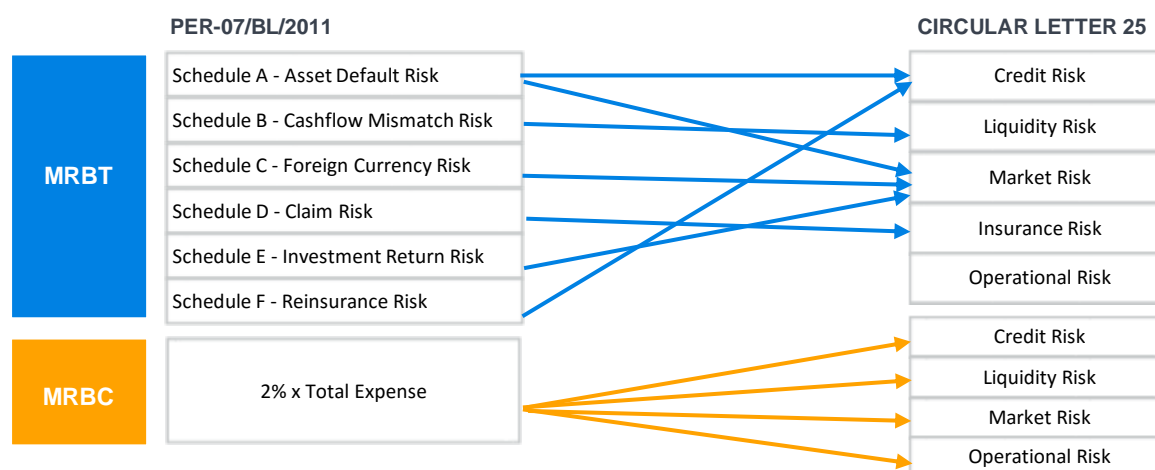 PER-07/BL/2011
CIRCULAR LETTER 25
MRBT
Schedule A - Asset Default Risk
Schedule B - Cashflow Mismatch Risk
Schedule C - Foreign Currency Risk
Schedule D - Claim Risk
Schedule E - Investment Return Risk
Schedule F - Reinsurance Risk
Credit Risk
Liquidity Risk
Market Risk
Insurance Risk
Operational Risk
MRBC
2% x Total Expense
Credit Risk
Liquidity Risk
Market Risk
Operational Risk